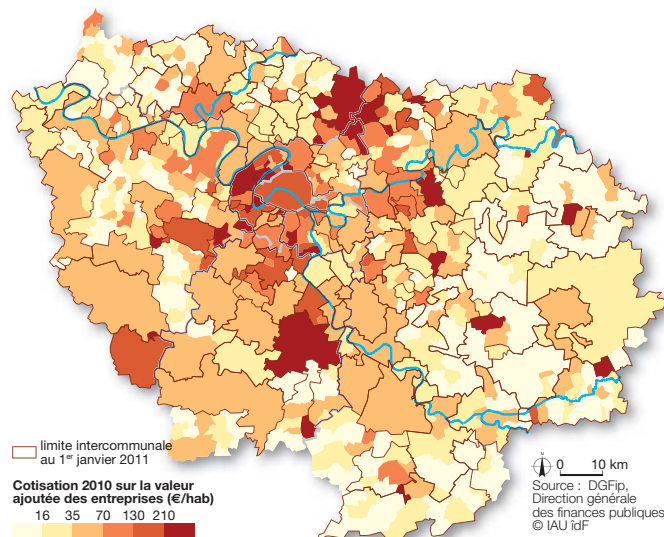 limite intercommunale
au 1er janvier 2011
Cotisation 2010 sur la valeur
ajoutée des entreprises (€/hab)
16 35 70 130 210
N
0 10 km
Source : DGFip,
Direction générale
des finances publiques
© IAU îdF